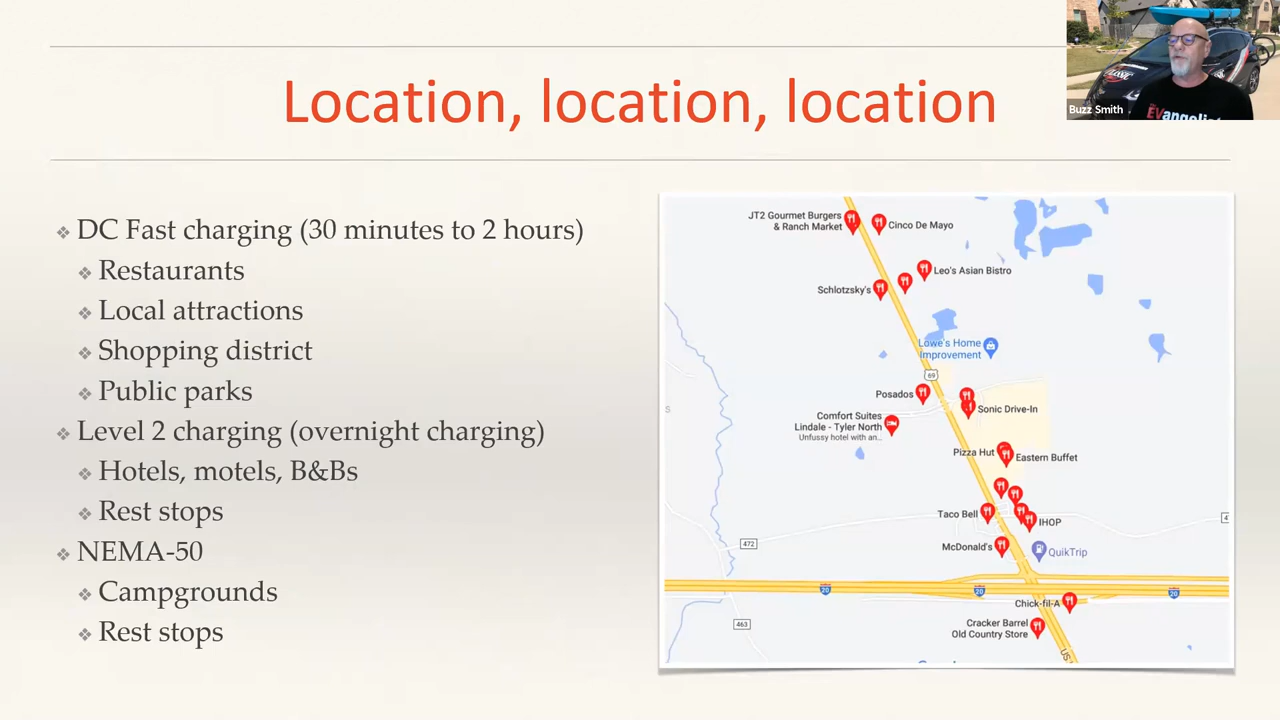 Location, location, location
Buzz Smith
EVangelis
DC Fast charging (30 minutes to 2 hours)
Restaurants
Local attractions
Shopping district
Public parks
Level 2 charging (overnight charging)
Hotels, motels, B&Bs
Rest stops
NEMA-50
Campgrounds
Rest stops
JT2 Gourmet Burgers
& Ranch Market
Cinco De Mayo
Leo's Asian Bistro
Schlotzsky's
Lowe's Home
Improvement
69
Posados
S
Sonic Drive-In
Comfort Suites
Lindale - Tyler North
Unfussy hotel with an...
Pizza Hut
Eastern Buffet
Taco Bell
IHOP
4
472
McDonald's
QuikTrip
20
20
20
Chick-fil-A
463
Cracker Barrel
Old Country Store
US